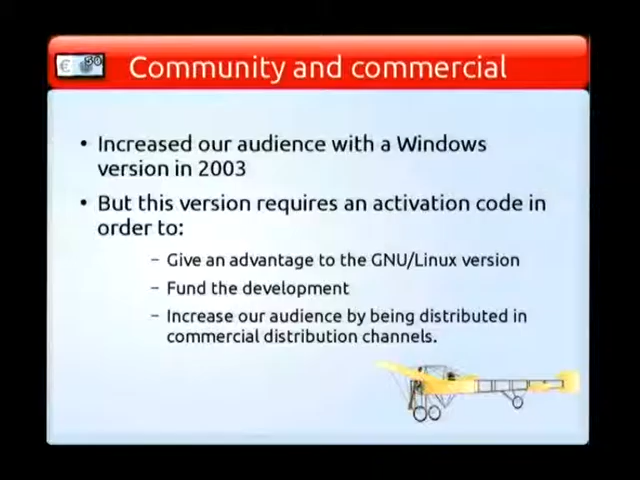 Community and commercial
• Increased our audience with a Windows
version in 2003
• But this version requires an activation code in
order to:
– Give an advantage to the GNU/Linux version
– Fund the development
– Increase our audience by being distributed in
commercial distribution channels.